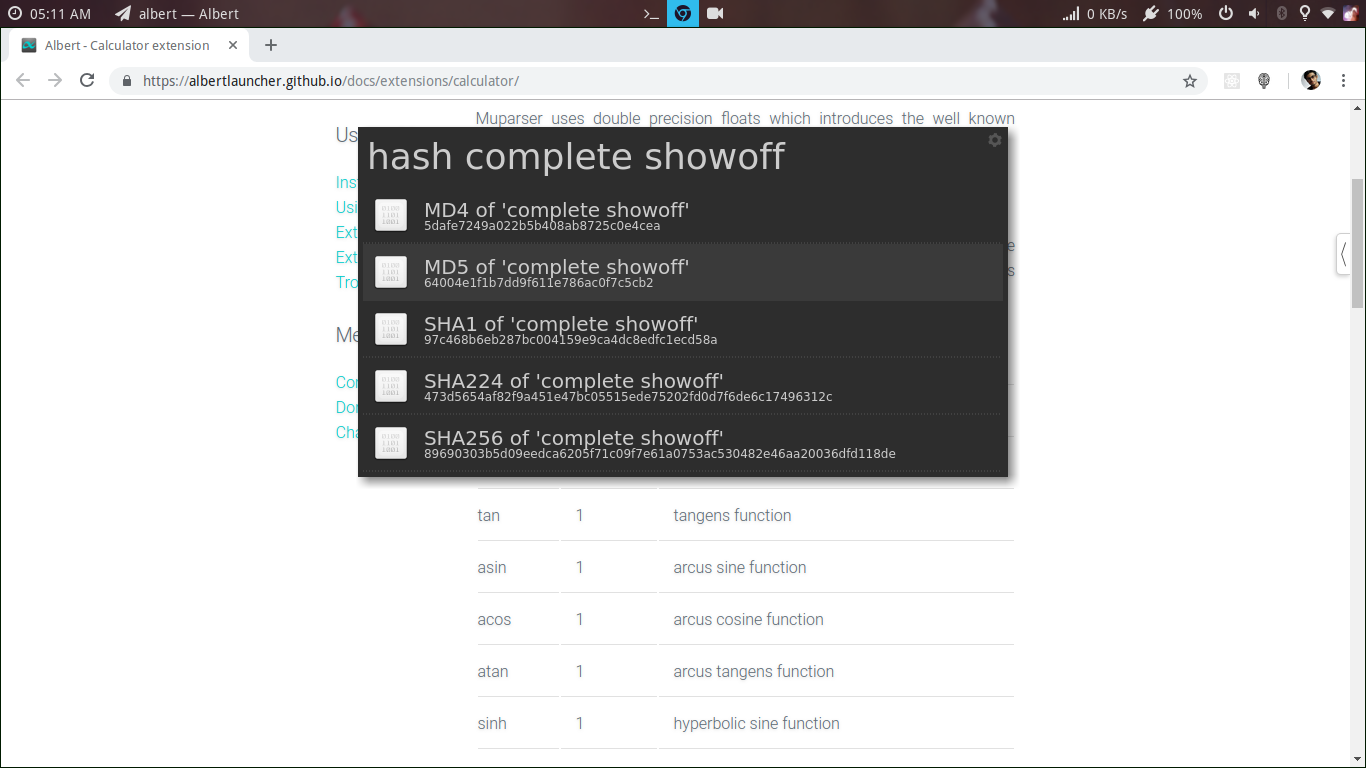 05:11 AM albert — Albert 0 KB/s 100%
Albert - Calculator extension
https://albertlauncher.github.io/docs/extensions/calculator/
Muparser uses double precision floats which introduces the well known
Us
hash complete showoff
Ins
MD4 of 'complete showoff'
5dafe7249a022b5b408ab8725c0e4cea
Usi
Ext
e
Ext
MD5 of 'complete showoff'
s
Tro
64004e1f1b7dd9f611e786ac0f7c5cb2
SHA1 of 'complete showoff'
Me
97c468b6eb287bc004159e9ca4dc8edfc1ecd58a
Cor
SHA224 of 'complete showoff'
473d5654af82f9a451e47bc05515ede75202fd0d7f6de6c17496312c
Dor
Cha
SHA256 of 'complete showoff'
89690303b5d09eedca6205f71c09f7e61a0753ac530482e46aa20036dfd118de
tan 1 tangens function
asin 1 arcus sine function
acos 1 arcus cosine function
atan 1 arcus tangens function
sinh 1 hyperbolic sine function